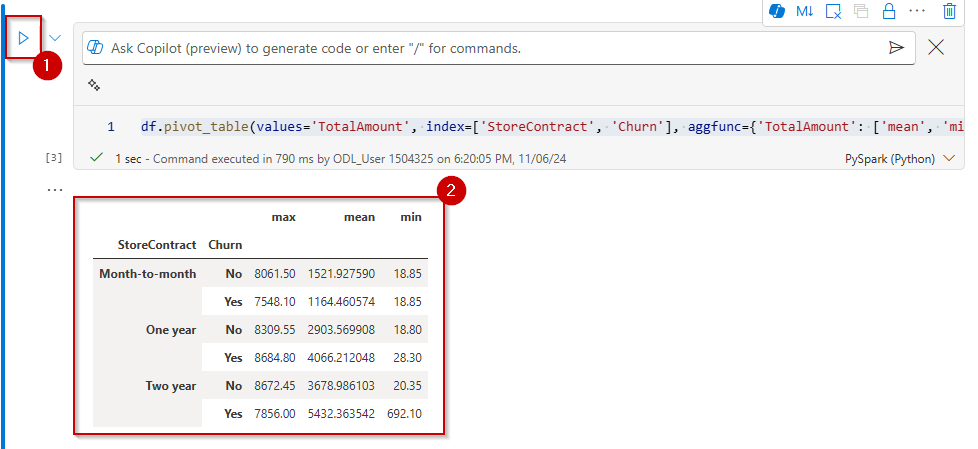 M↓
1
Ask Copilot (preview) to generate code or enter "/" for commands.
1 df.pivot_table(values='TotalAmount', index=['StoreContract', 'Churn'], aggfunc={'TotalAmount': ['mean', 'mi
[3] 1 sec - Command executed in 790 ms by ODL_User 1504325 on 6:20:05 PM, 11/06/24 PySpark (Python)
2
max mean min
StoreContract Churn
Month-to-month No 8061.50 1521.927590 18.85
Yes 7548.10 1164.460574 18.85
One year No 8309.55 2903.569908 18.80
Yes 8684.80 4066.212048 28.30
Two year No 8672.45 3678.986103 20.35
Yes 7856.00 5432.363542 692.10